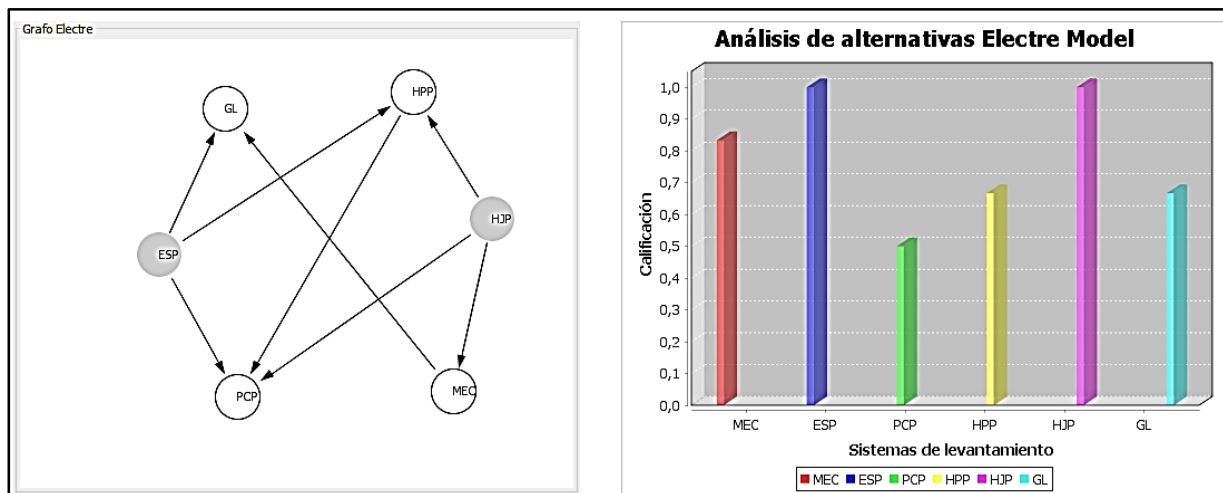 Grafo Electre
GL
HPP
HJP
ESP
PCP
MEC
Análisis de alternativas Electre Model
Calificación
1,0
0,9
0,8
0,7
0,6
0,5
0,4
0,3
0,2
0,1
0,0
MEC ESP PCP HPP HJP GL
Sistemas de levantamiento
MEC ESP PCP HPP HJP GL